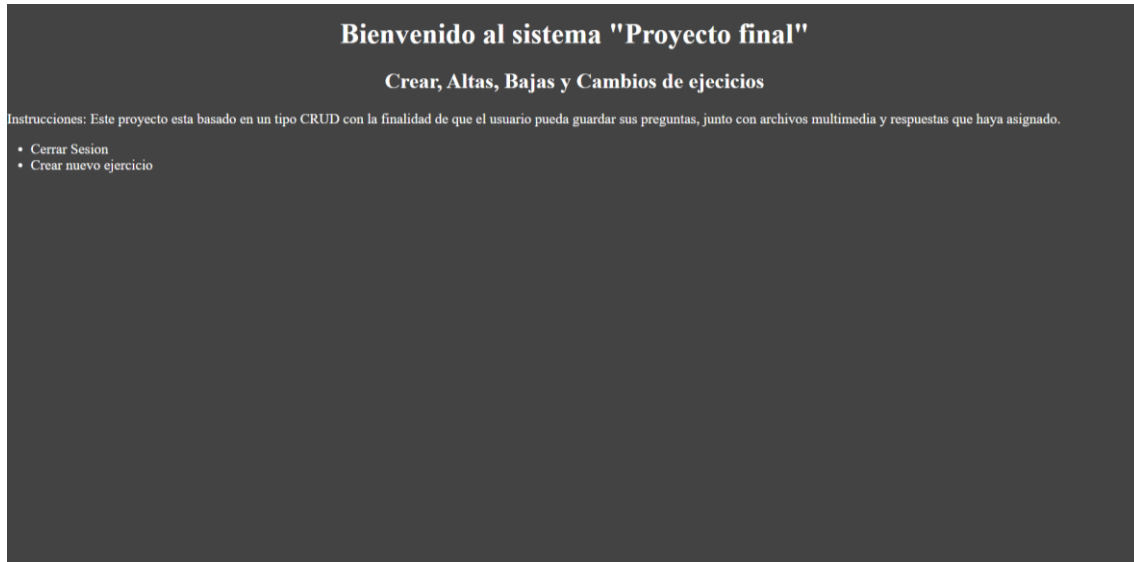 Bienvenido al sistema "Proyecto final"
Crear, Altas, Bajas y Cambios de ejecicios
Instrucciones: Este proyecto esta basado en un tipo CRUD con la finalidad de que el usuario pueda guardar sus preguntas, junto con archivos multimedia y respuestas que haya asignado.
• Cerrar Sesion
• Crear nuevo ejercicio